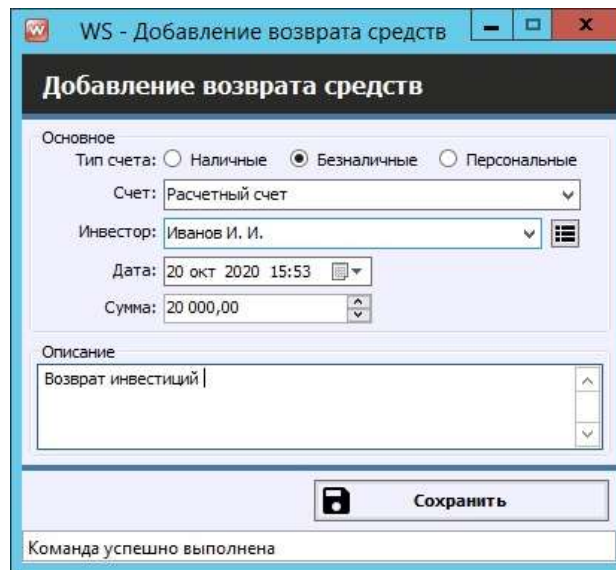 WS - Добавление возврата средств
Добавление возврата средств
Основное
Тип счета: Наличные Безналичные Персональные
Счет: Расчетный счет
Инвестор: Иванов И. И.
Дата: 20 окт 2020 15:53
Сумма: 20 000,00
Описание
Возврат инвестиций
Сохранить
Команда успешно выполнена